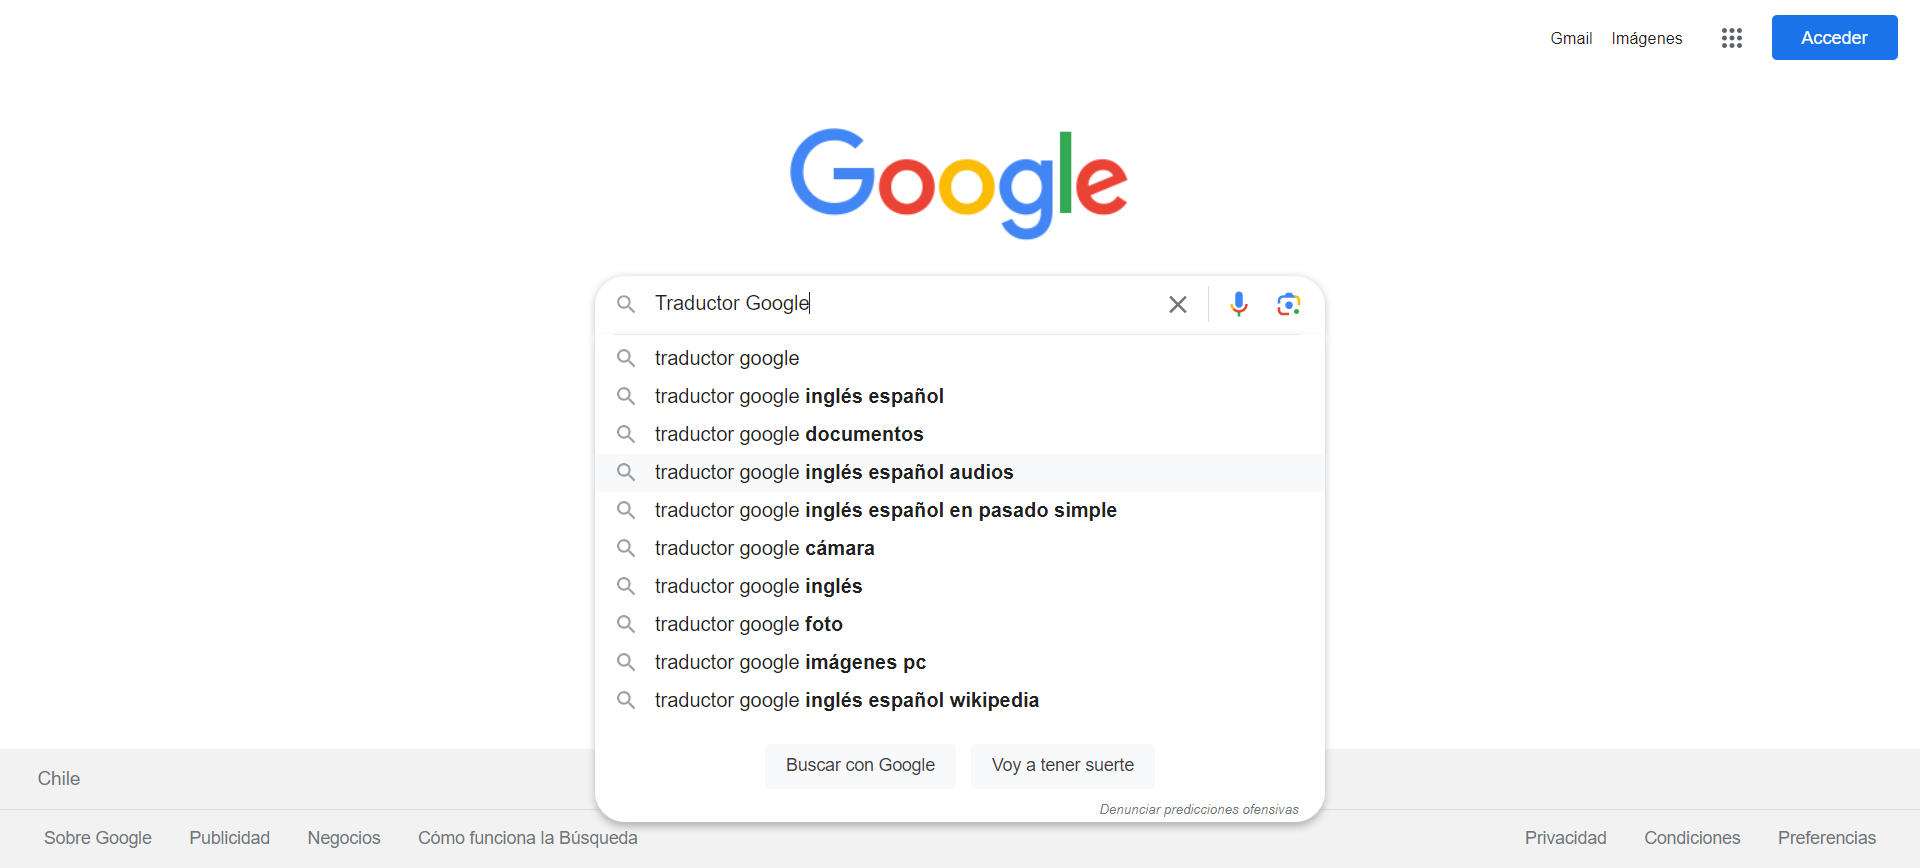 Gmail Imágenes Acceder
Google
Traductor Google
traductor google
traductor google inglés español
traductor google documentos
traductor google inglés español audios
traductor google inglés español en pasado simple
traductor google cámara
traductor google inglés
traductor google foto
traductor google imágenes pc
traductor google inglés español wikipedia
Buscar con Google Voy a tener suerte
Denunciar predicciones ofensivas
Chile
Sobre Google Publicidad Negocios Cómo funciona la Búsqueda Privacidad Condiciones Preferencias